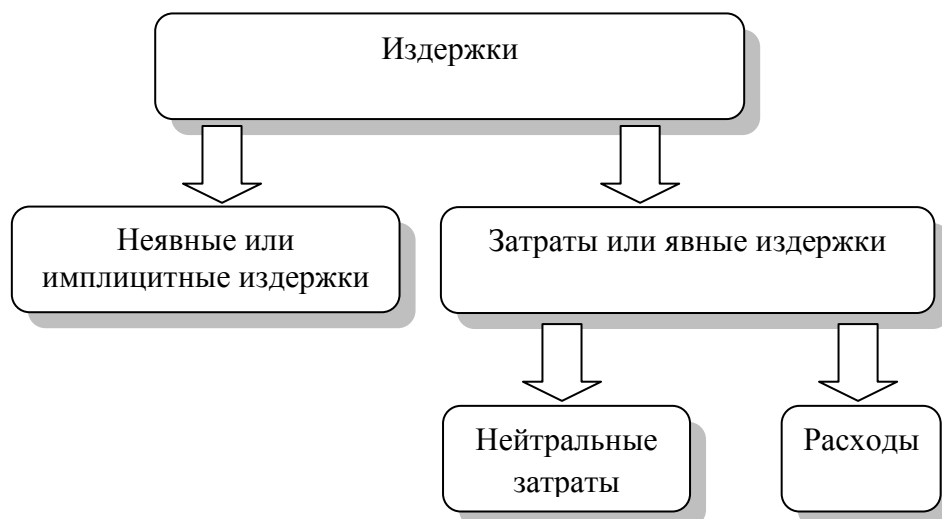 Издержки
Неявные или
имплицитные издержки
Затраты или явные издержки
Нейтральные
затраты
Расходы